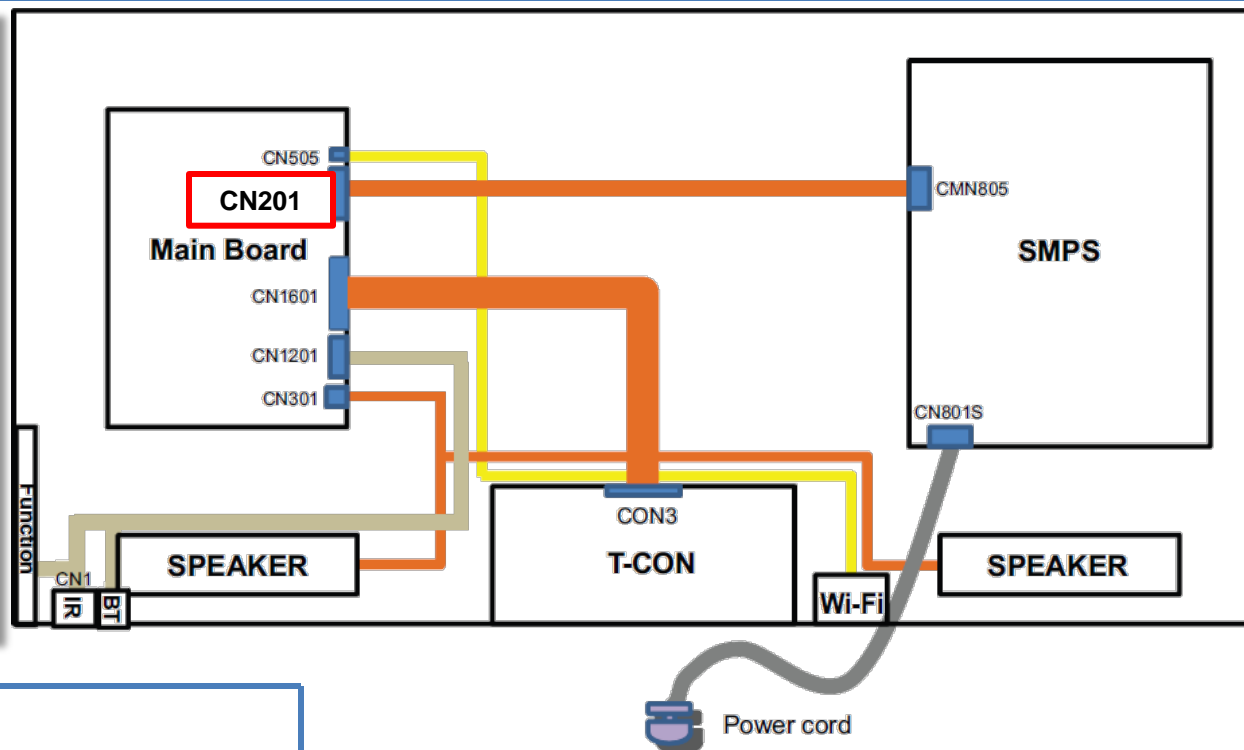 CN505
CN201
CMN805
Main Board
SMPS
CN1601
CN1201
CN301
CN801S
Function
CON3
SPEAKER
T-CON
SPEAKER
CN1
IR
BT
Wi-Fi
Power cord